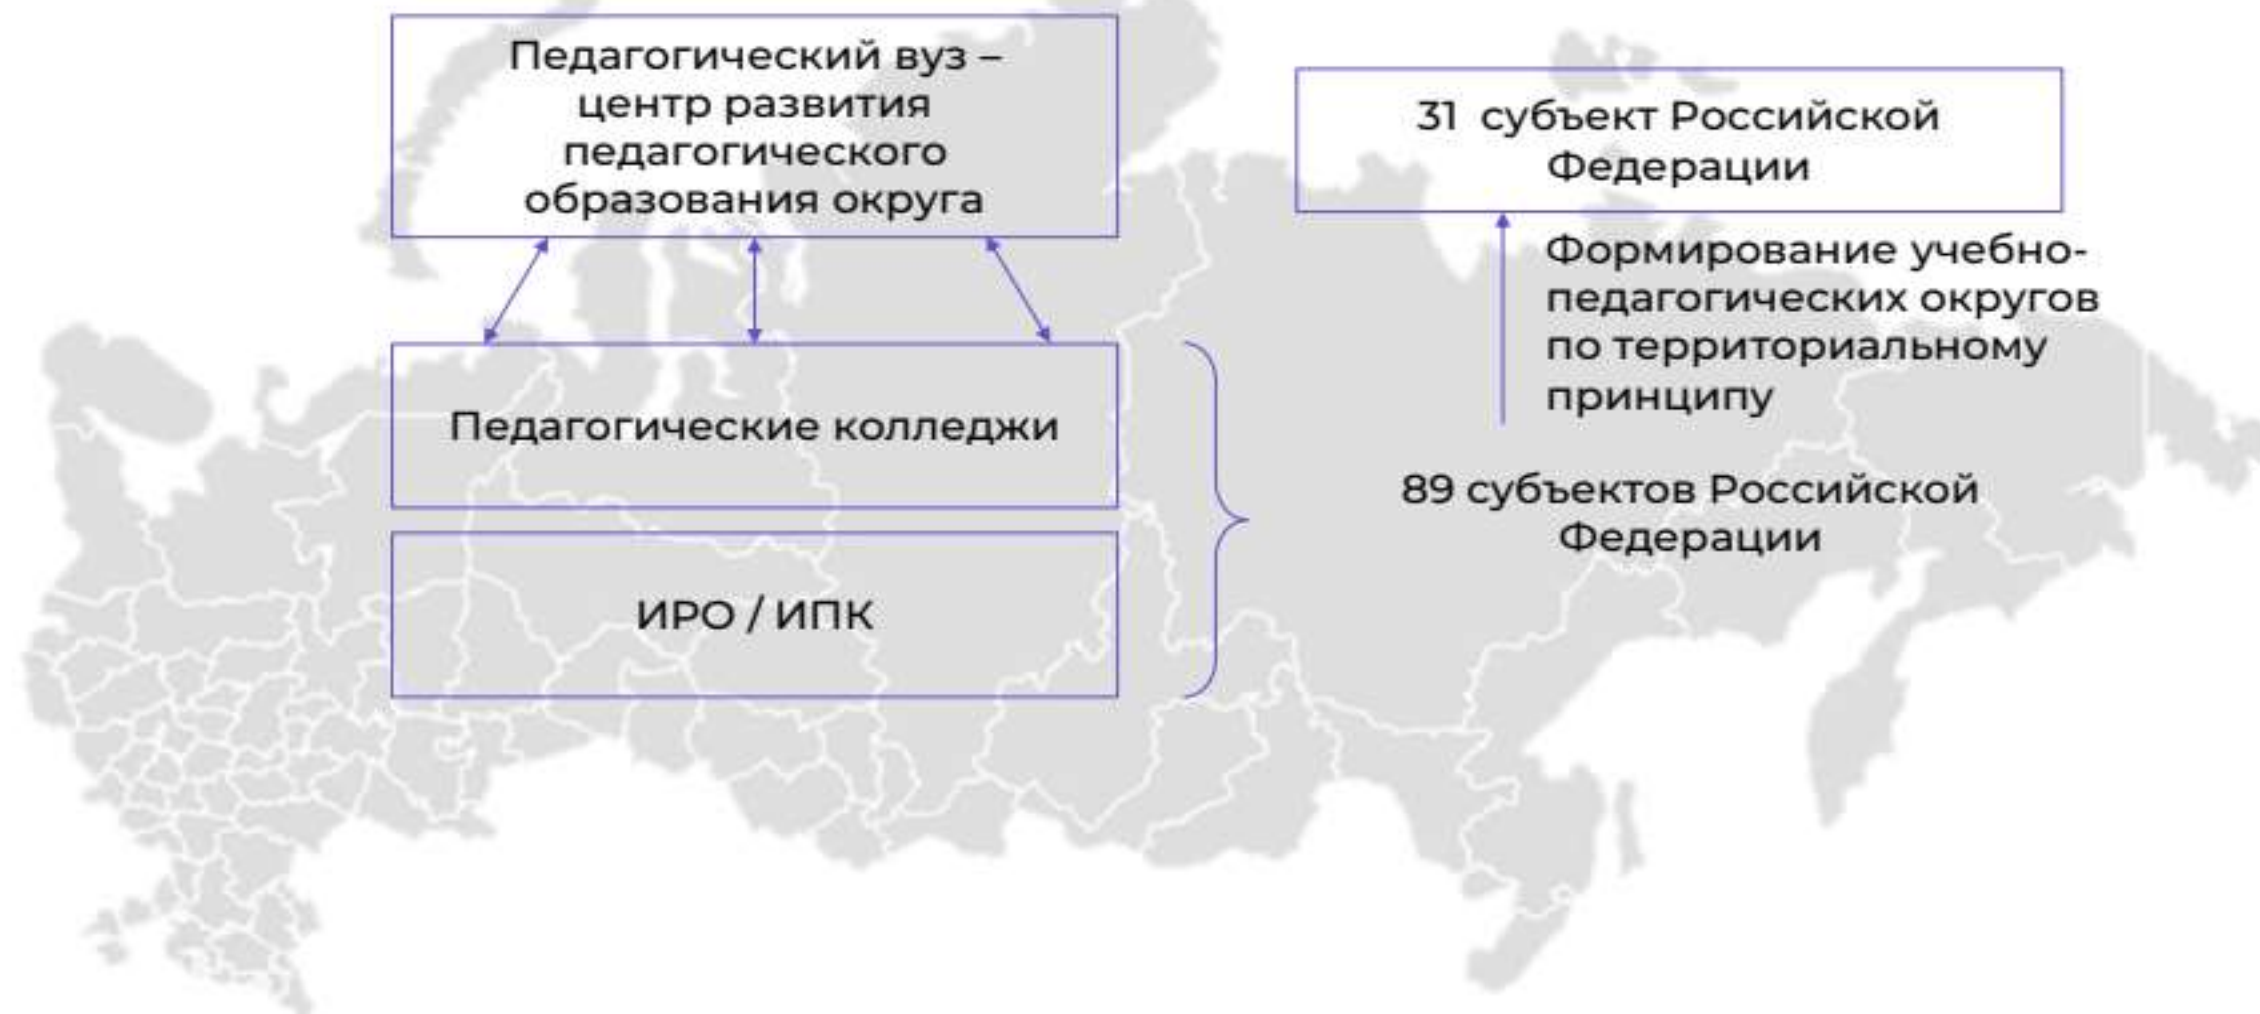 Педагогический вуз –
центр развития
педагогического
образования округа
Педагогические колледжи
ИРО / ИПК
31 субъект Российской
Федерации
Формирование учебно-
педагогических округов
по территориальному
принципу
89 субъектов Российской
Федерации